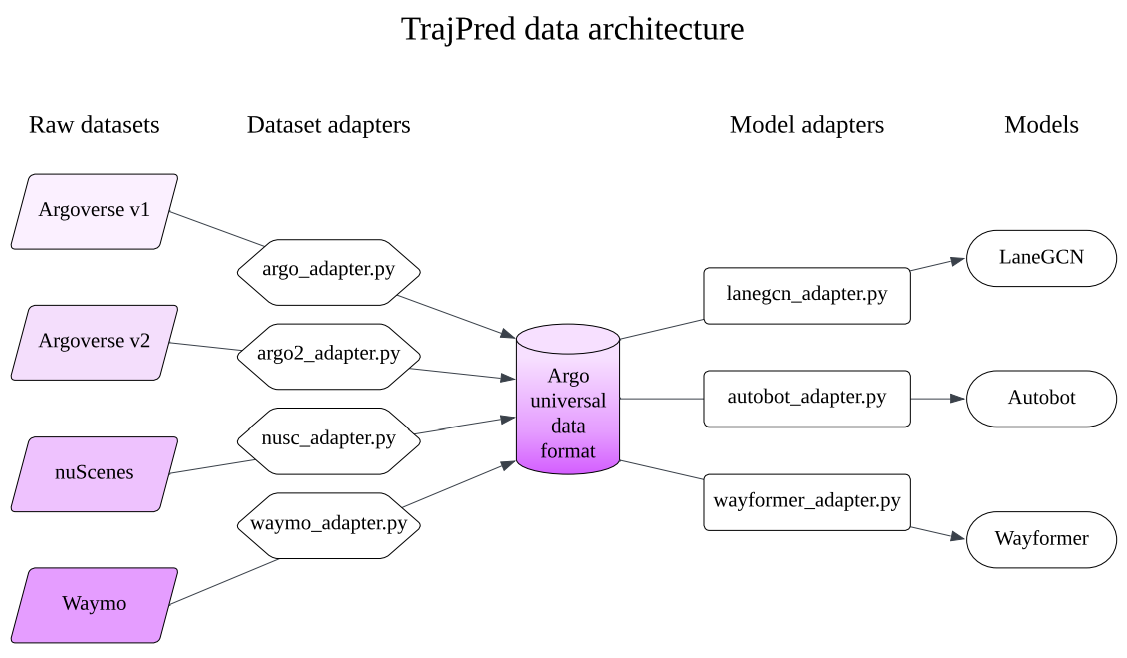 TrajPred data architecture
Raw datasets
Dataset adapters
Model adapters
Models
Argoverse v1
Argoverse v2
nuScenes
Waymo
argo_adapter.py
argo2_adapter.py
nusc_adapter.py
waymo_adapter.py
Argo
universal
data
format
lanegcn_adapter.py
autobot_adapter.py
wayformer_adapter.py
LaneGCN
Autobot
Wayformer